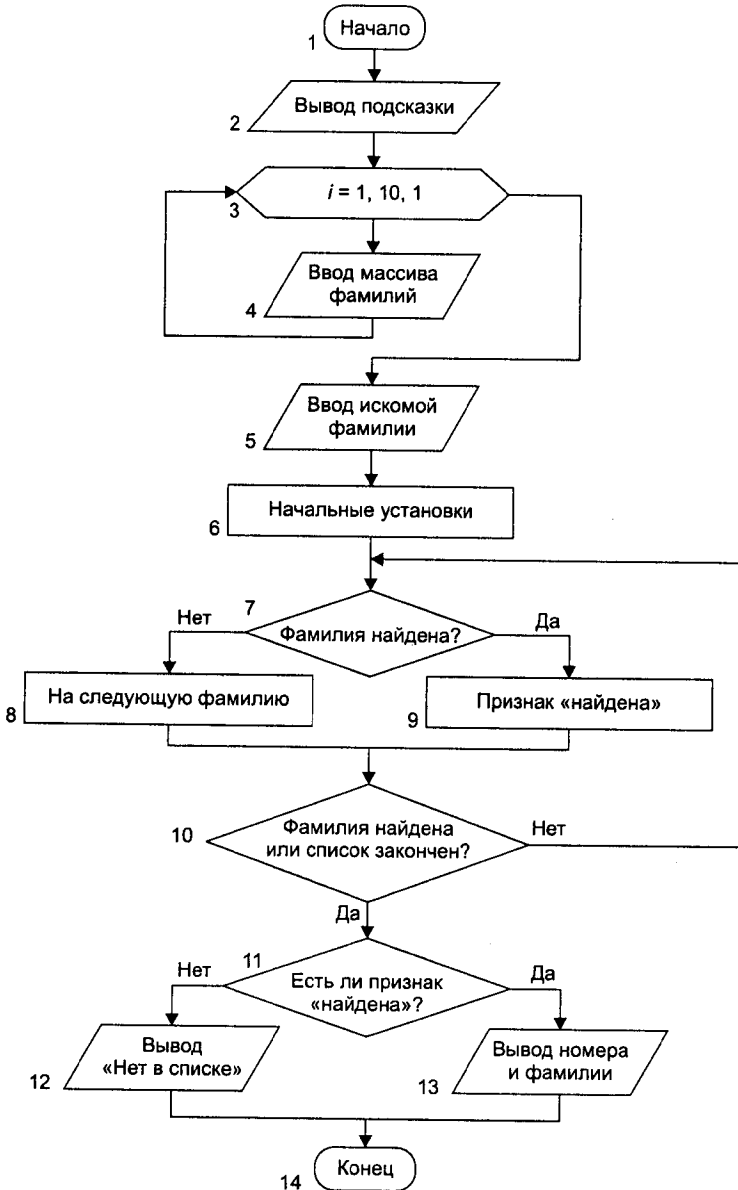 Начало
1
Вывод подсказки
2
i = 1, 10, 1
3
Ввод массива
фамилий
4
Ввод искомой
фамилии
5
Начальные установки
6
7
Нет
Фамилия найдена?
Да
На следующую фамилию
8
Признак «найдена»
9
10
Фамилия найдена
или список закончен?
Нет
Да
11
Нет
Есть ли признак
«найдена»?
Да
Вывод
«Нет в списке»
12
Вывод номера
и фамилии
13
Конец
14